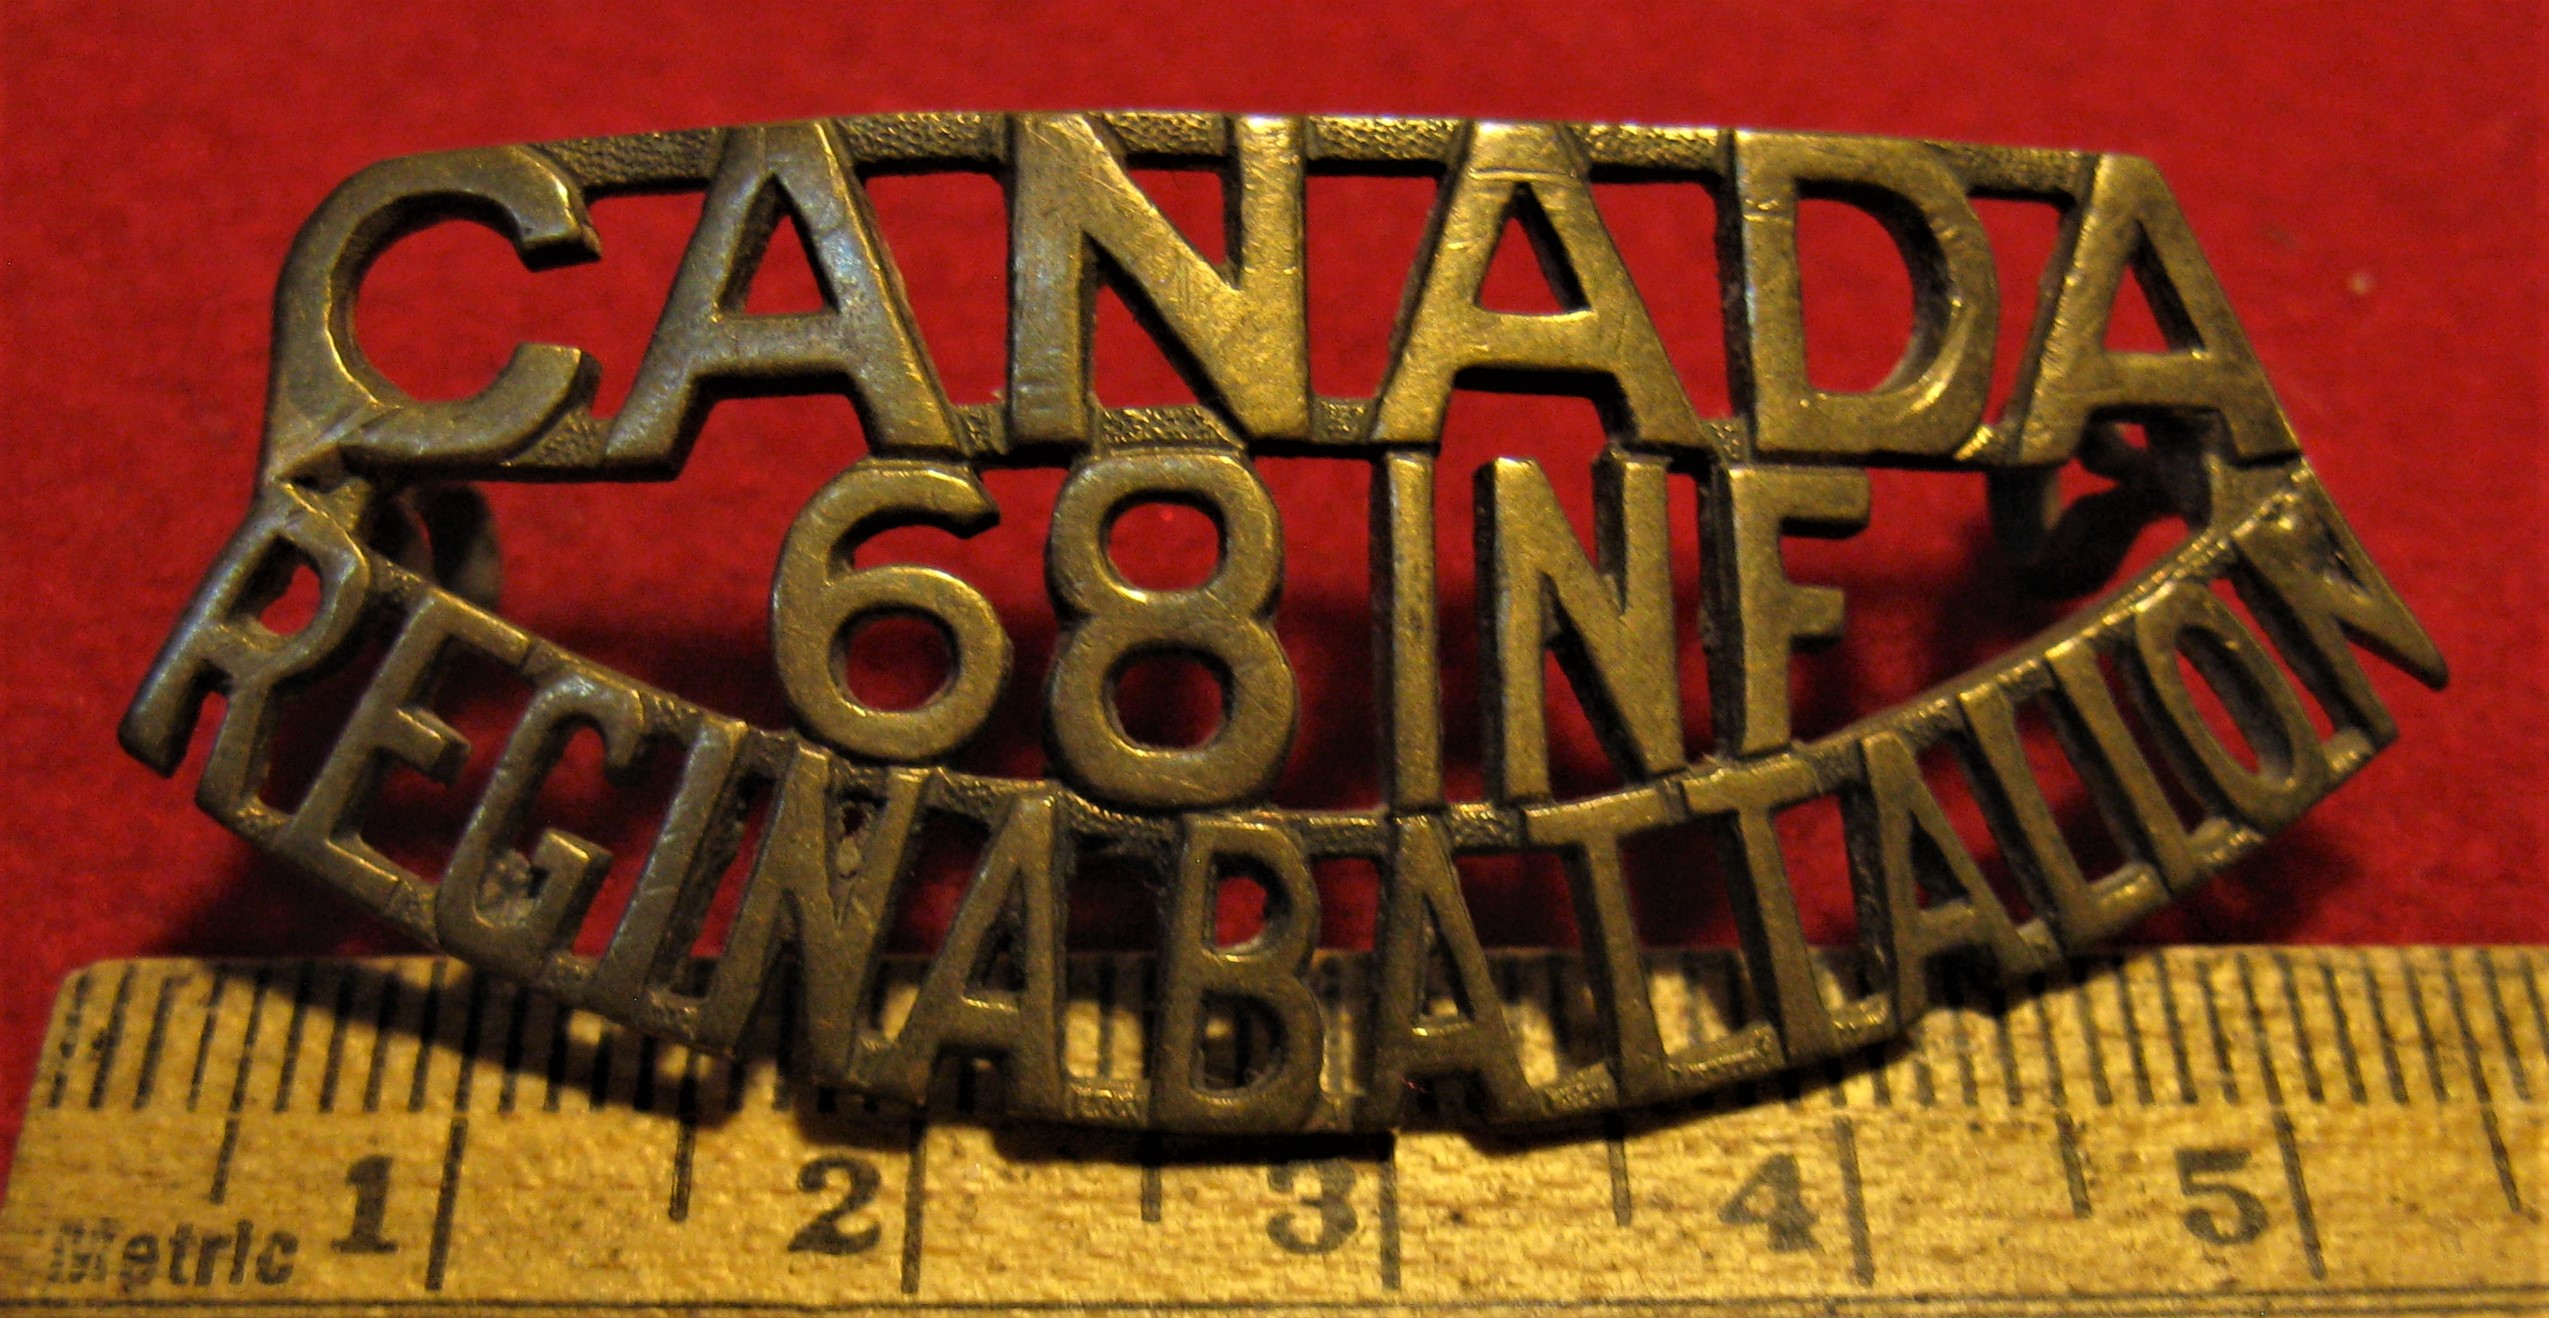 CANADA
68 INF
REGINA BATTALION
1 2 3 4 5
Metric